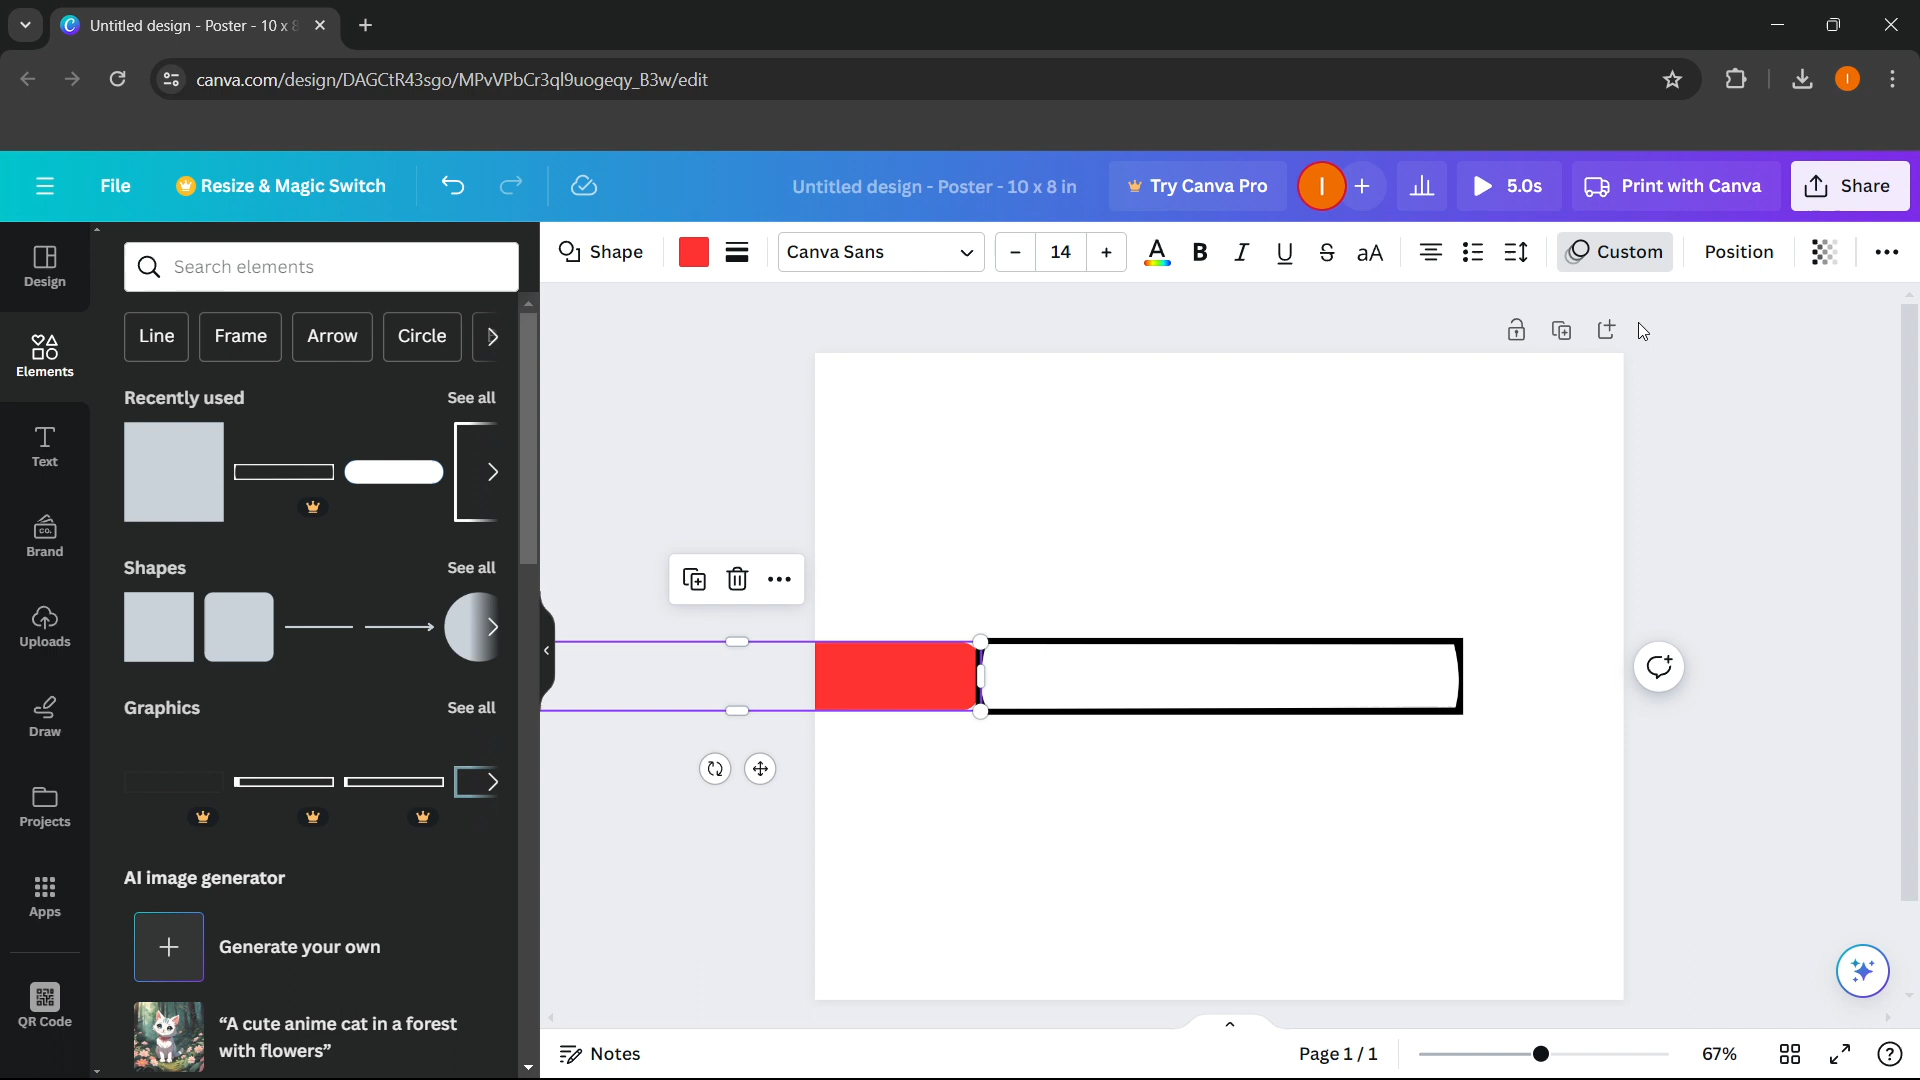 Untitled design - Poster - 10 x 8
canva.com/design/DAGCtR43sgo/MPvVPbCr3ql9uogeqy_B3w/edit
I
File
Resize & Magic Switch
Untitled design - Poster - 10 x 8 in
Try Canva Pro
I
5.0s
Print with Canva
Share
Design
Elements
Text
Brand
Uploads
Draw
Projects
Apps
QR Code
Search elements
Line
Frame
Arrow
Circle
Recently used
See all
Shapes
See all
Graphics
See all
AI image generator
Generate your own
“A cute anime cat in a forest
with flowers”
Shape
Canva Sans
14
A
B
I
U
S
aA
Custom
Position
Notes
Page 1 / 1
67%